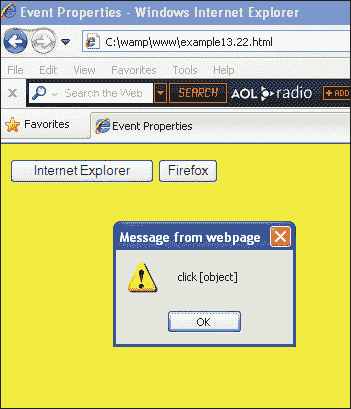 Event Properties - Windows Internet Explorer
C:\wamp\www\example13.22.html
File Edit View Favorites Tools Help
x Search the Web SEARCH AOL radio + ADD
Favorites Event Properties
Internet Explorer Firefox
Message from webpage
click [object]
OK